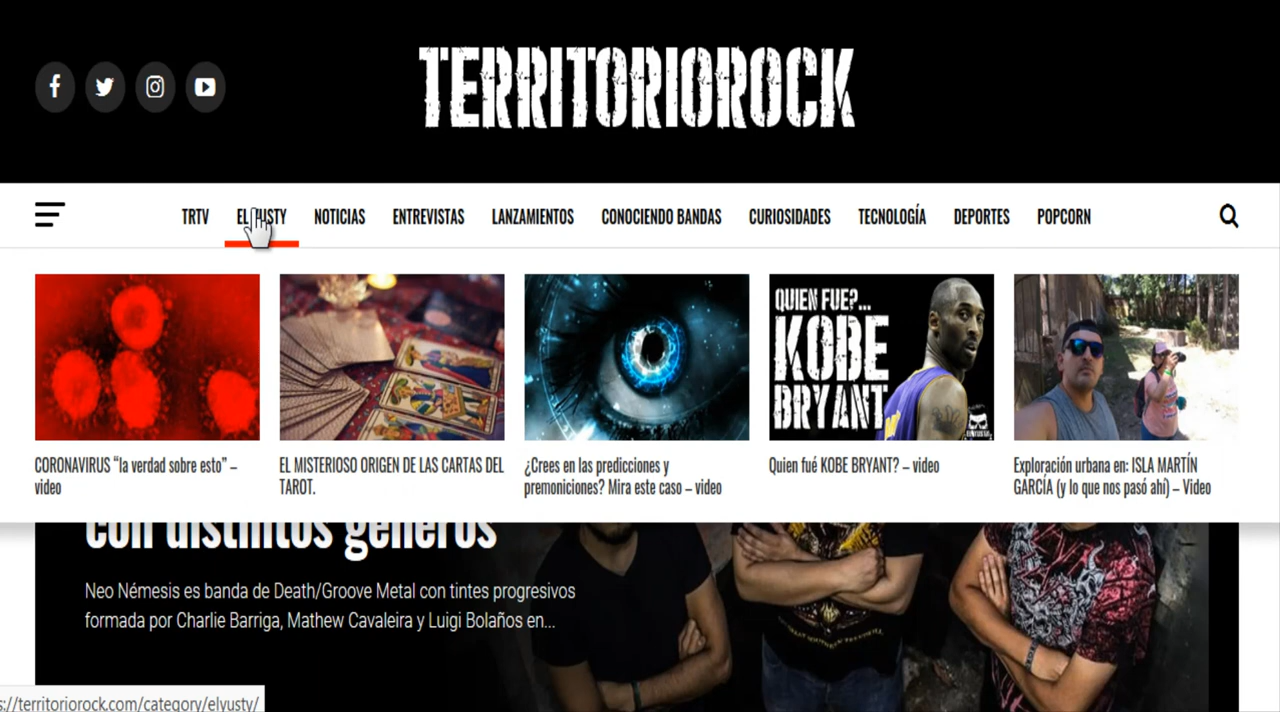 TERRITORIOROCK
TRTV EL YUSTY NOTICIAS ENTREVISTAS LANZAMIENTOS CONOCIENDO BANDAS CURIOSIDADES TECNOLOGÍA DEPORTES POPCORN
QUIEN FUE?...
KOBE
BRYANT
CORONAVIRUS “la verdad sobre esto” –
video
EL MISTERIOSO ORIGEN DE LAS CARTAS DEL
TAROT.
¿Crees en las predicciones y
premoniciones? Mira este caso – video
Quien fué KOBE BRYANT? – video
Exploración urbana en: ISLA MARTÍN
GARCÍA (y lo que nos pasó ahí) – Video
con distintos géneros
Neo Némesis es banda de Death/Groove Metal con tintes progresivos
formada por Charlie Barriga, Mathew Cavaleira y Luigi Bolaños en...
s://territoriorock.com/category/elyusty/